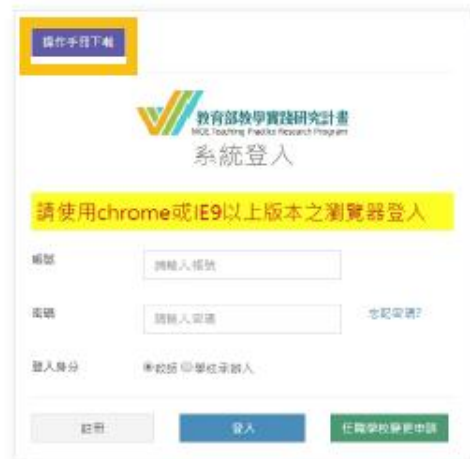 操作手冊下載
教育部教學實踐研究計畫
MOE Teaching Practice Research Program
系統登入
請使用chrome或IE9以上版本之瀏覽器登入
帳號 請輸入帳號
密碼 請輸入密碼 忘記密碼?
登入身分 教師 學校承辦人
註冊 登入 任職學校變更申請